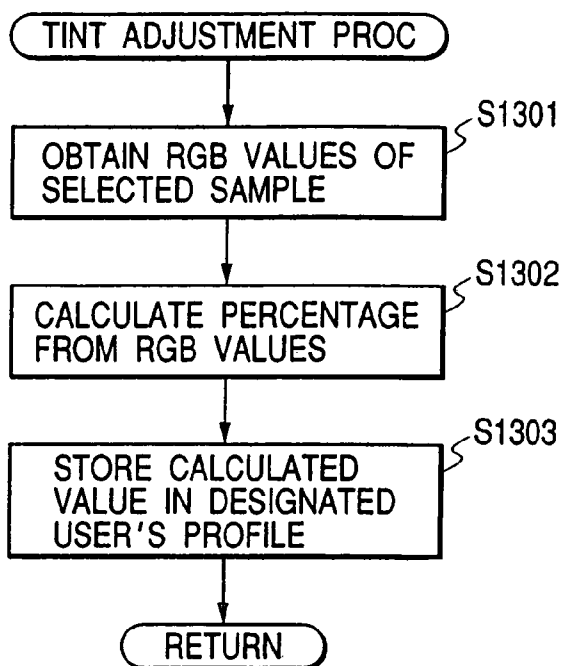 TINT ADJUSTMENT PROC
S1301
OBTAIN RGB VALUES OF
SELECTED SAMPLE
S1302
CALCULATE PERCENTAGE
FROM RGB VALUES
S1303
STORE CALCULATED
VALUE IN DESIGNATED
USER'S PROFILE
RETURN